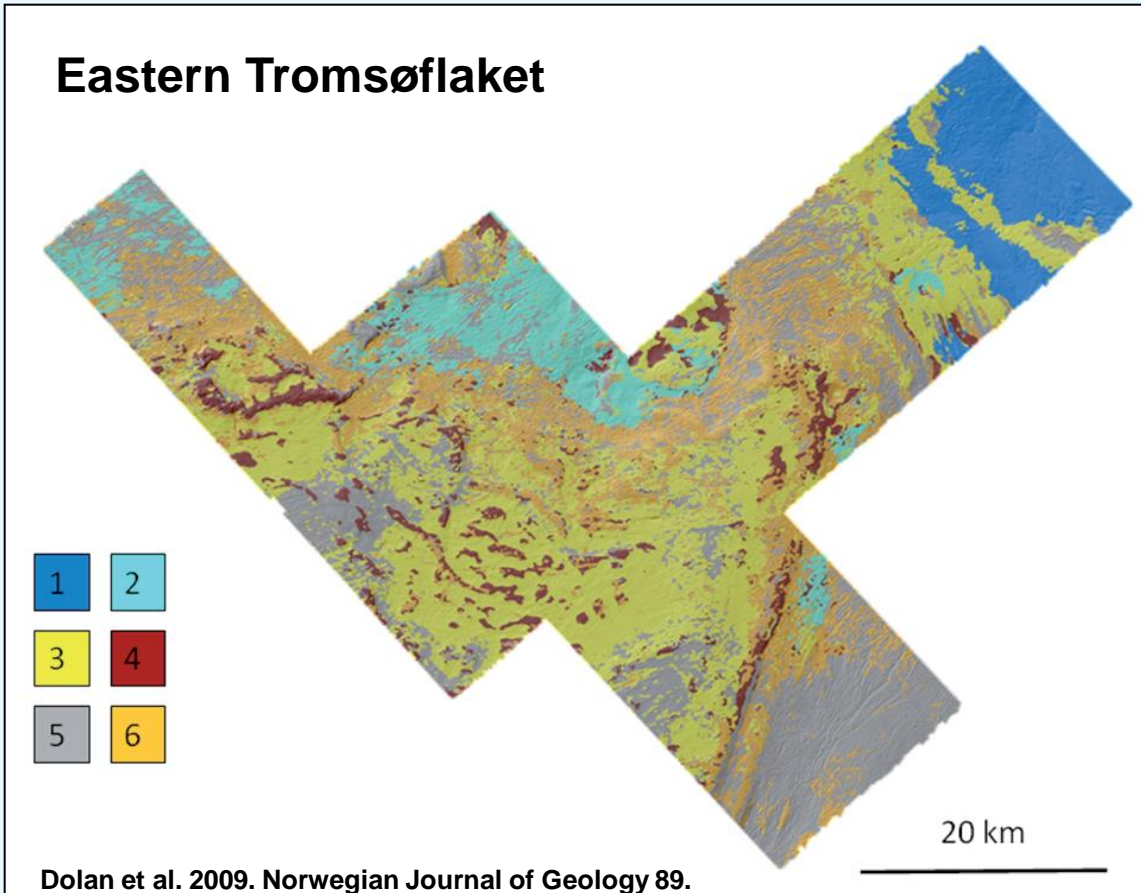 Eastern Tromsøflaket
1 2
3 4
5 6
20 km
Dolan et al. 2009. Norwegian Journal of Geology 89.